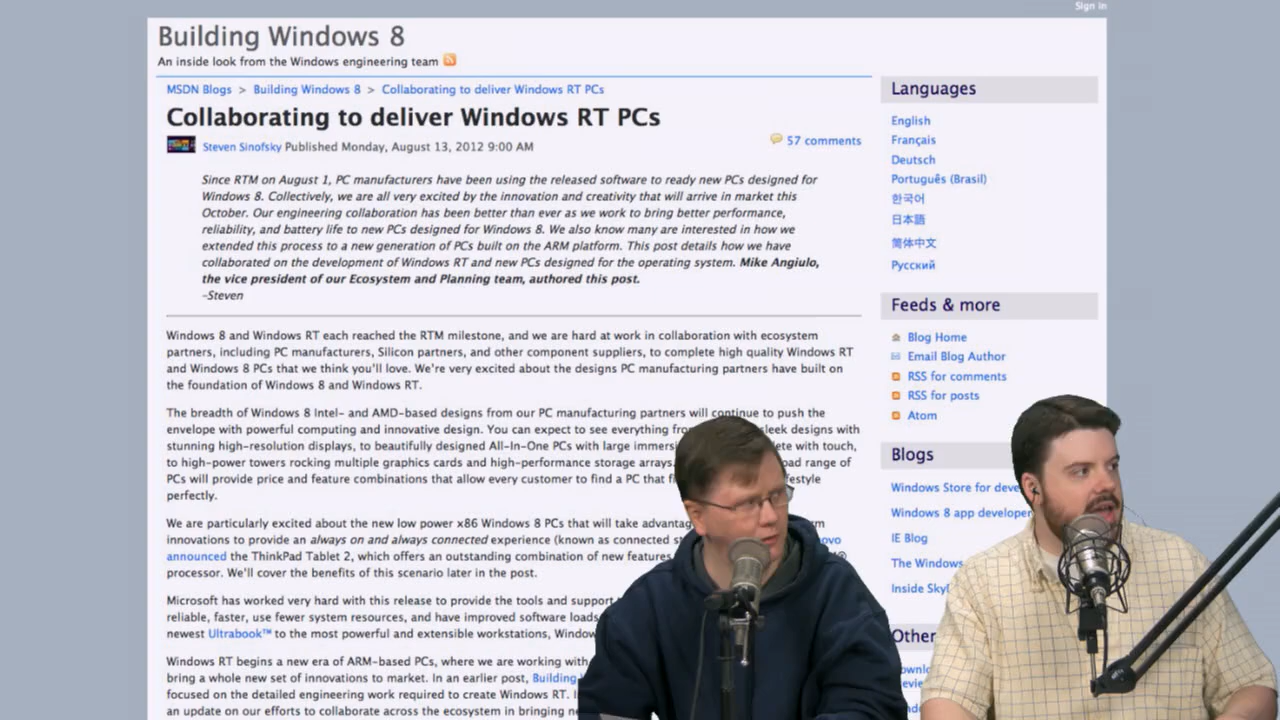 Sign in
Building Windows 8
An inside look from the Windows engineering team
MSDN Blogs > Building Windows 8 > Collaborating to deliver Windows RT PCs
Collaborating to deliver Windows RT PCs
Steven Sinofsky Published Monday, August 13, 2012 9:00 AM
57 comments
Since RTM on August 1, PC manufacturers have been using the released software to ready new PCs designed for
Windows 8. Collectively, we are all very excited by the innovation and creativity that will arrive in market this
October. Our engineering collaboration has been better than ever as we work to bring better performance,
reliability, and battery life to new PCs designed for Windows 8. We also know many are interested in how we
extended this process to a new generation of PCs built on the ARM platform. This post details how we have
collaborated on the development of Windows RT and new PCs designed for the operating system. Mike Angiulo,
the vice president of our Ecosystem and Planning team, authored this post.
–Steven
Windows 8 and Windows RT each reached the RTM milestone, and we are hard at work in collaboration with ecosystem
partners, including PC manufacturers, Silicon partners, and other component suppliers, to complete high quality Windows RT
and Windows 8 PCs that we think you'll love. We're very excited about the designs PC manufacturing partners have built on
the foundation of Windows 8 and Windows RT.
The breadth of Windows 8 Intel- and AMD-based designs from our PC manufacturing partners will continue to push the
envelope with powerful computing and innovative design. You can expect to see everything from sleek designs with
stunning high-resolution displays, to beautifully designed All-In-One PCs with large with touch,
to high-power towers rocking multiple graphics cards and high-performance storage arrays. range of
PCs will provide price and feature combinations that allow every customer to find a PC that
perfectly.
We are particularly excited about the new low power x86 Windows 8 PCs that will take
innovations to provide an always on and always connected experience (known as connected
announced the ThinkPad Tablet 2, which offers an outstanding combination of new features
processor. We'll cover the benefits of this scenario later in the post.
Microsoft has worked very hard with this release to provide the tools and support
reliable, faster, use fewer system resources, and have improved software loads
newest Ultrabook™ to the most powerful and extensible workstations,
Windows RT begins a new era of ARM-based PCs, where we are working with
bring a whole new set of innovations to market. In an earlier post, Building
focused on the detailed engineering work required to create Windows RT.
an update on our efforts to collaborate across the ecosystem in bringing
Languages
English
Français
Deutsch
Português (Brasil)
한국어
日本語
简体中文
Русский
Feeds & more
Blog Home
Email Blog Author
RSS for comments
RSS for posts
Atom
Blogs
Windows Store for
Windows 8 app developer
IE Blog
The Windows
Inside
Other